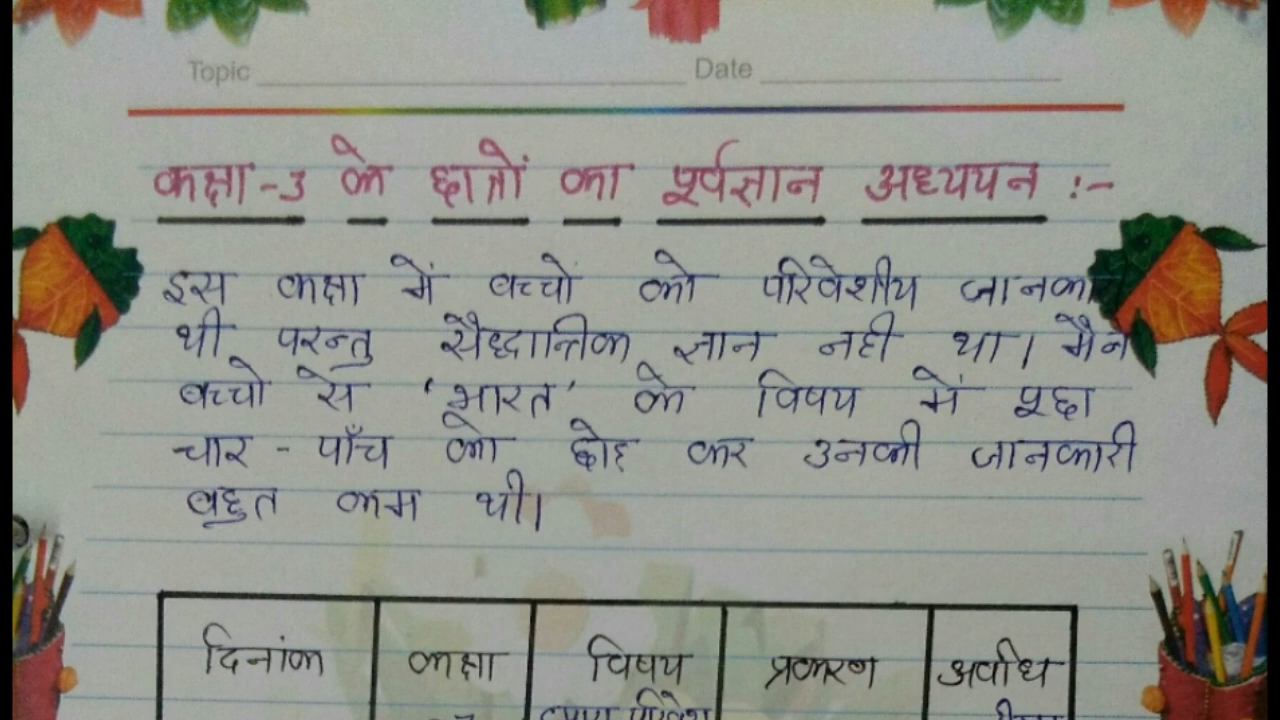 Topic Date
कक्षा-3 के छात्रों का पूर्वज्ञान अध्ययन :-
इस कक्षा में बच्चों को परिवेशीय जानका
थी परन्तु सैद्धान्तिक ज्ञान नही था। मैन
बच्चो से 'भारत' के विषय में पूछा
चार - पाँच को छोड़ कर उनकी जानकारी
बहुत कम थी।
दिनांक कक्षा विषय प्रकरण अवधि